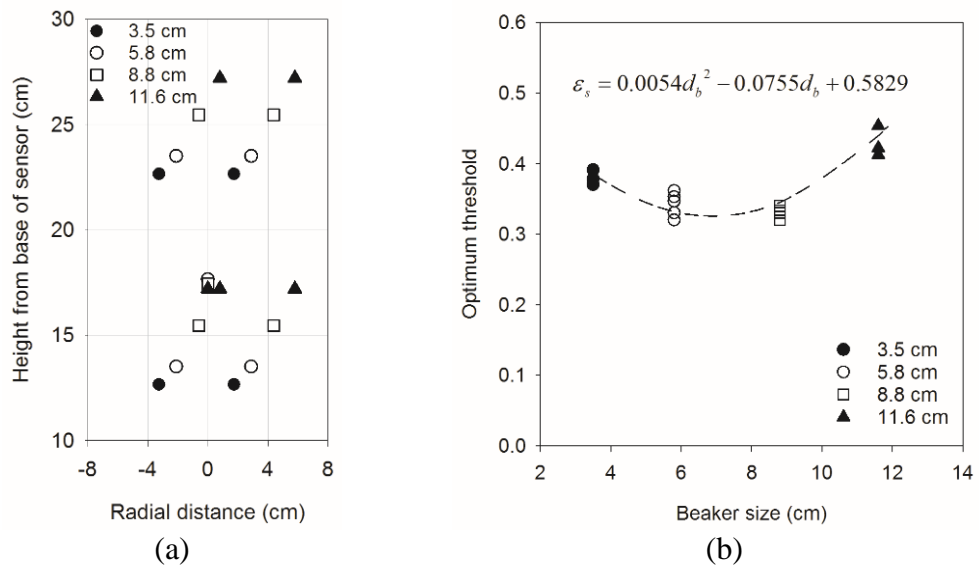 30
25
20
15
10
-8 -4 0 4 8
Height from base of sensor (cm)
Radial distance (cm)
3.5 cm
5.8 cm
8.8 cm
11.6 cm
(a)
0.6
0.5
0.4
0.3
0.2
0.1
0.0
2 4 6 8 10 12 14
Optimum threshold
Beaker size (cm)
εₛ = 0.0054d_b² − 0.0755d_b + 0.5829
3.5 cm
5.8 cm
8.8 cm
11.6 cm
(b)